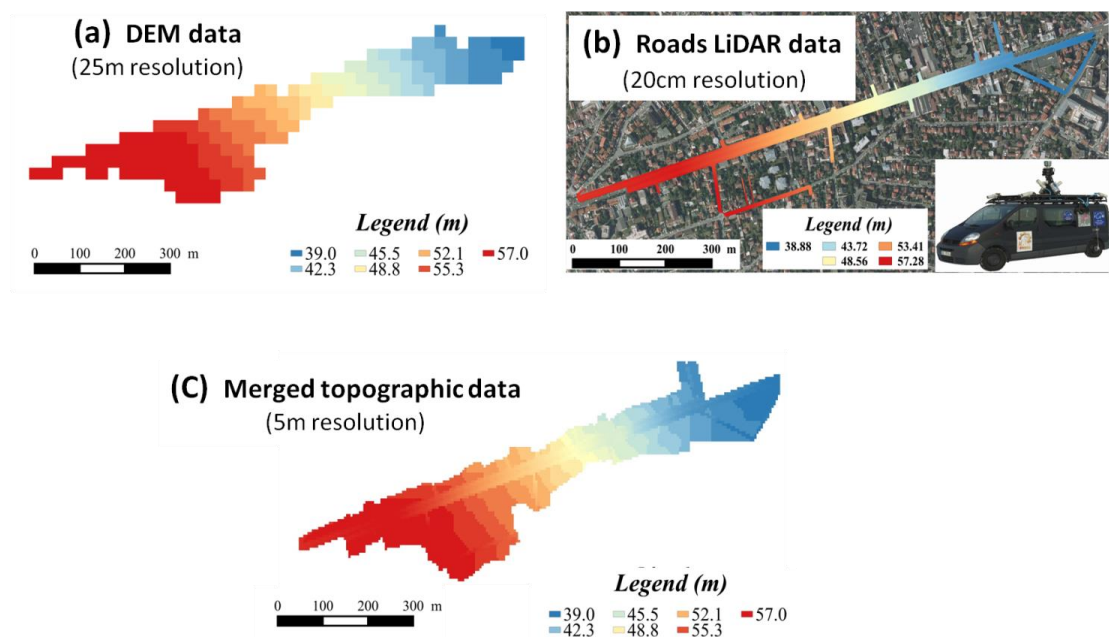 (a) DEM data
(25m resolution)
Legend (m)
39.0 45.5 52.1 57.0
42.3 48.8 55.3
0 100 200 300 m
(b) Roads LiDAR data
(20cm resolution)
Legend (m)
38.88 43.72 53.41
48.56 57.28
0 100 200 300 m
(C) Merged topographic data
(5m resolution)
Legend (m)
39.0 45.5 52.1 57.0
42.3 48.8 55.3
0 100 200 300 m